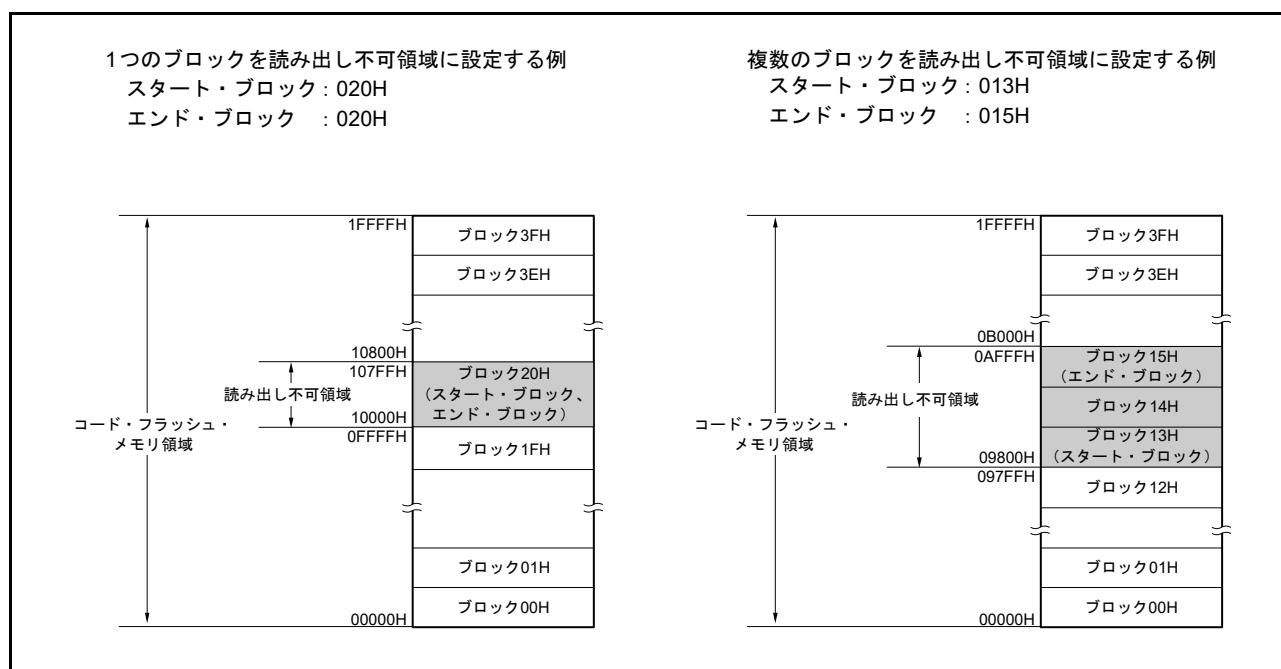 1つのブロックを読み出し不可領域に設定する例
スタート・ブロック：020H
エンド・ブロック　：020H
1FFFFH
ブロック3FH
ブロック3EH
10800H
107FFH
ブロック20H
（スタート・ブロック、
エンド・ブロック）
読み出し不可領域
10000H
0FFFFH
コード・フラッシュ・
メモリ領域
ブロック1FH
ブロック01H
ブロック00H
00000H
複数のブロックを読み出し不可領域に設定する例
スタート・ブロック：013H
エンド・ブロック　：015H
1FFFFH
ブロック3FH
ブロック3EH
0B000H
0AFFFH
ブロック15H
（エンド・ブロック）
読み出し不可領域
ブロック14H
コード・フラッシュ・
メモリ領域
ブロック13H
（スタート・ブロック）
09800H
097FFH
ブロック12H
ブロック01H
ブロック00H
00000H